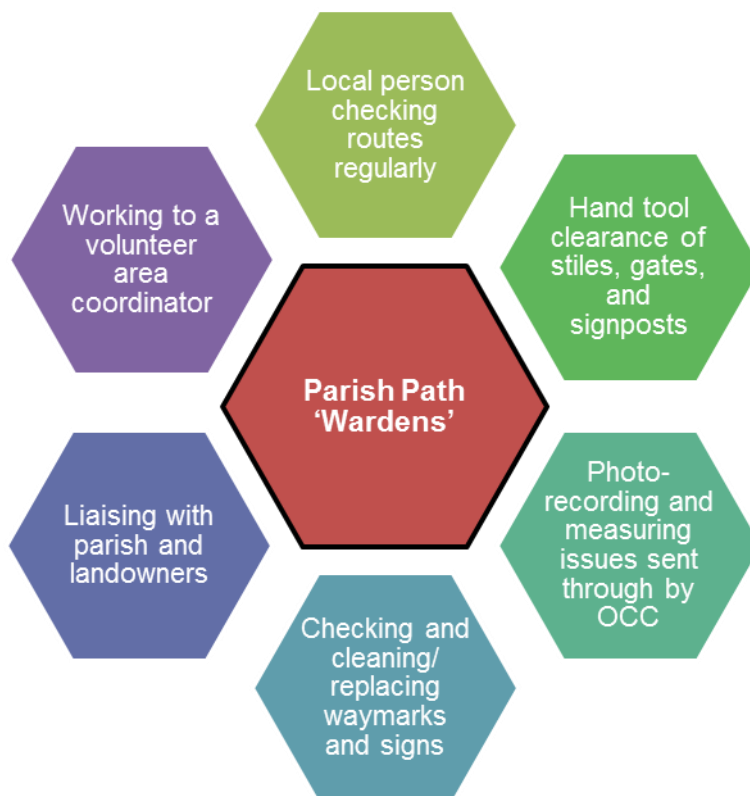 Local person
checking
routes
regularly
Working to a
volunteer
area
coordinator
Hand tool
clearance of
stiles, gates,
and
signposts
Parish Path
‘Wardens’
Liaising with
parish and
landowners
Photo-
recording and
measuring
issues sent
through by
OCC
Checking and
cleaning/
replacing
waymarks
and signs